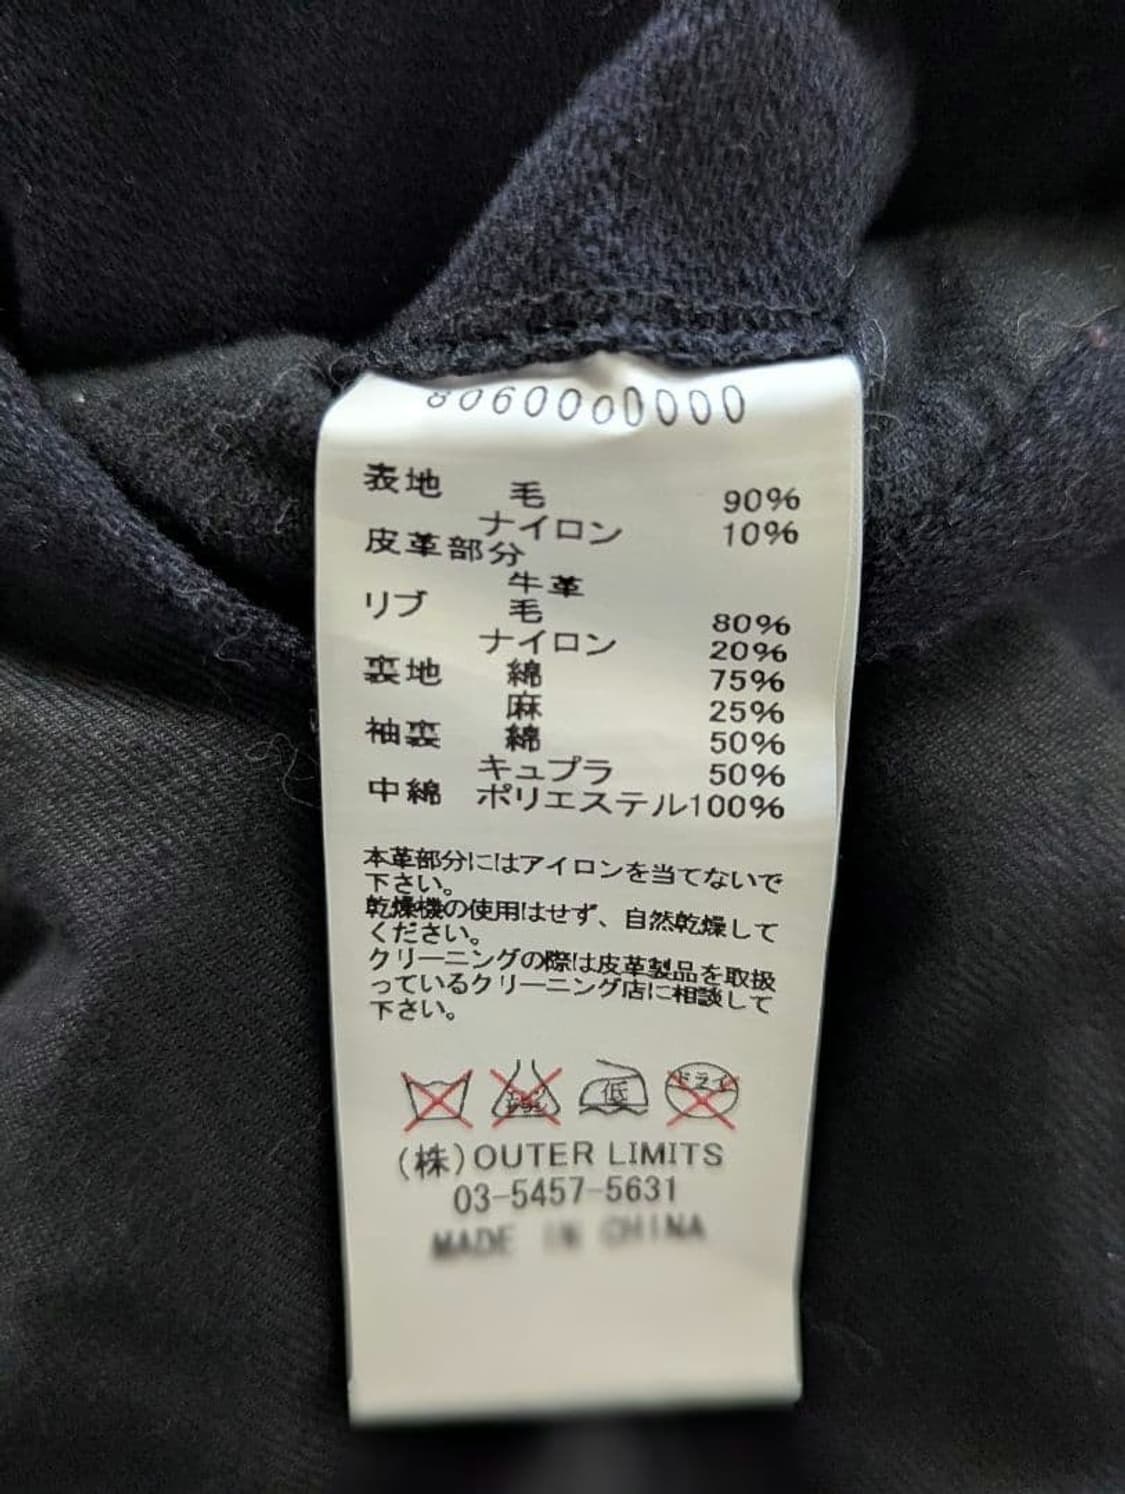 8060000000
表地 毛 90%
ナイロン 10%
皮革部分
牛革
リブ 毛 80%
ナイロン 20%
裏地 綿 75%
麻 25%
袖裏 綿 50%
キュプラ 50%
中綿 ポリエステル100%
本革部分にはアイロンを当てないで
下さい。
乾燥機の使用はせず、自然乾燥して
ください。
クリーニングの際は皮革製品を取扱
っているクリーニング店に相談して
下さい。
低 ドライ
(株)OUTER LIMITS
03-5457-5631
MADE IN CHINA